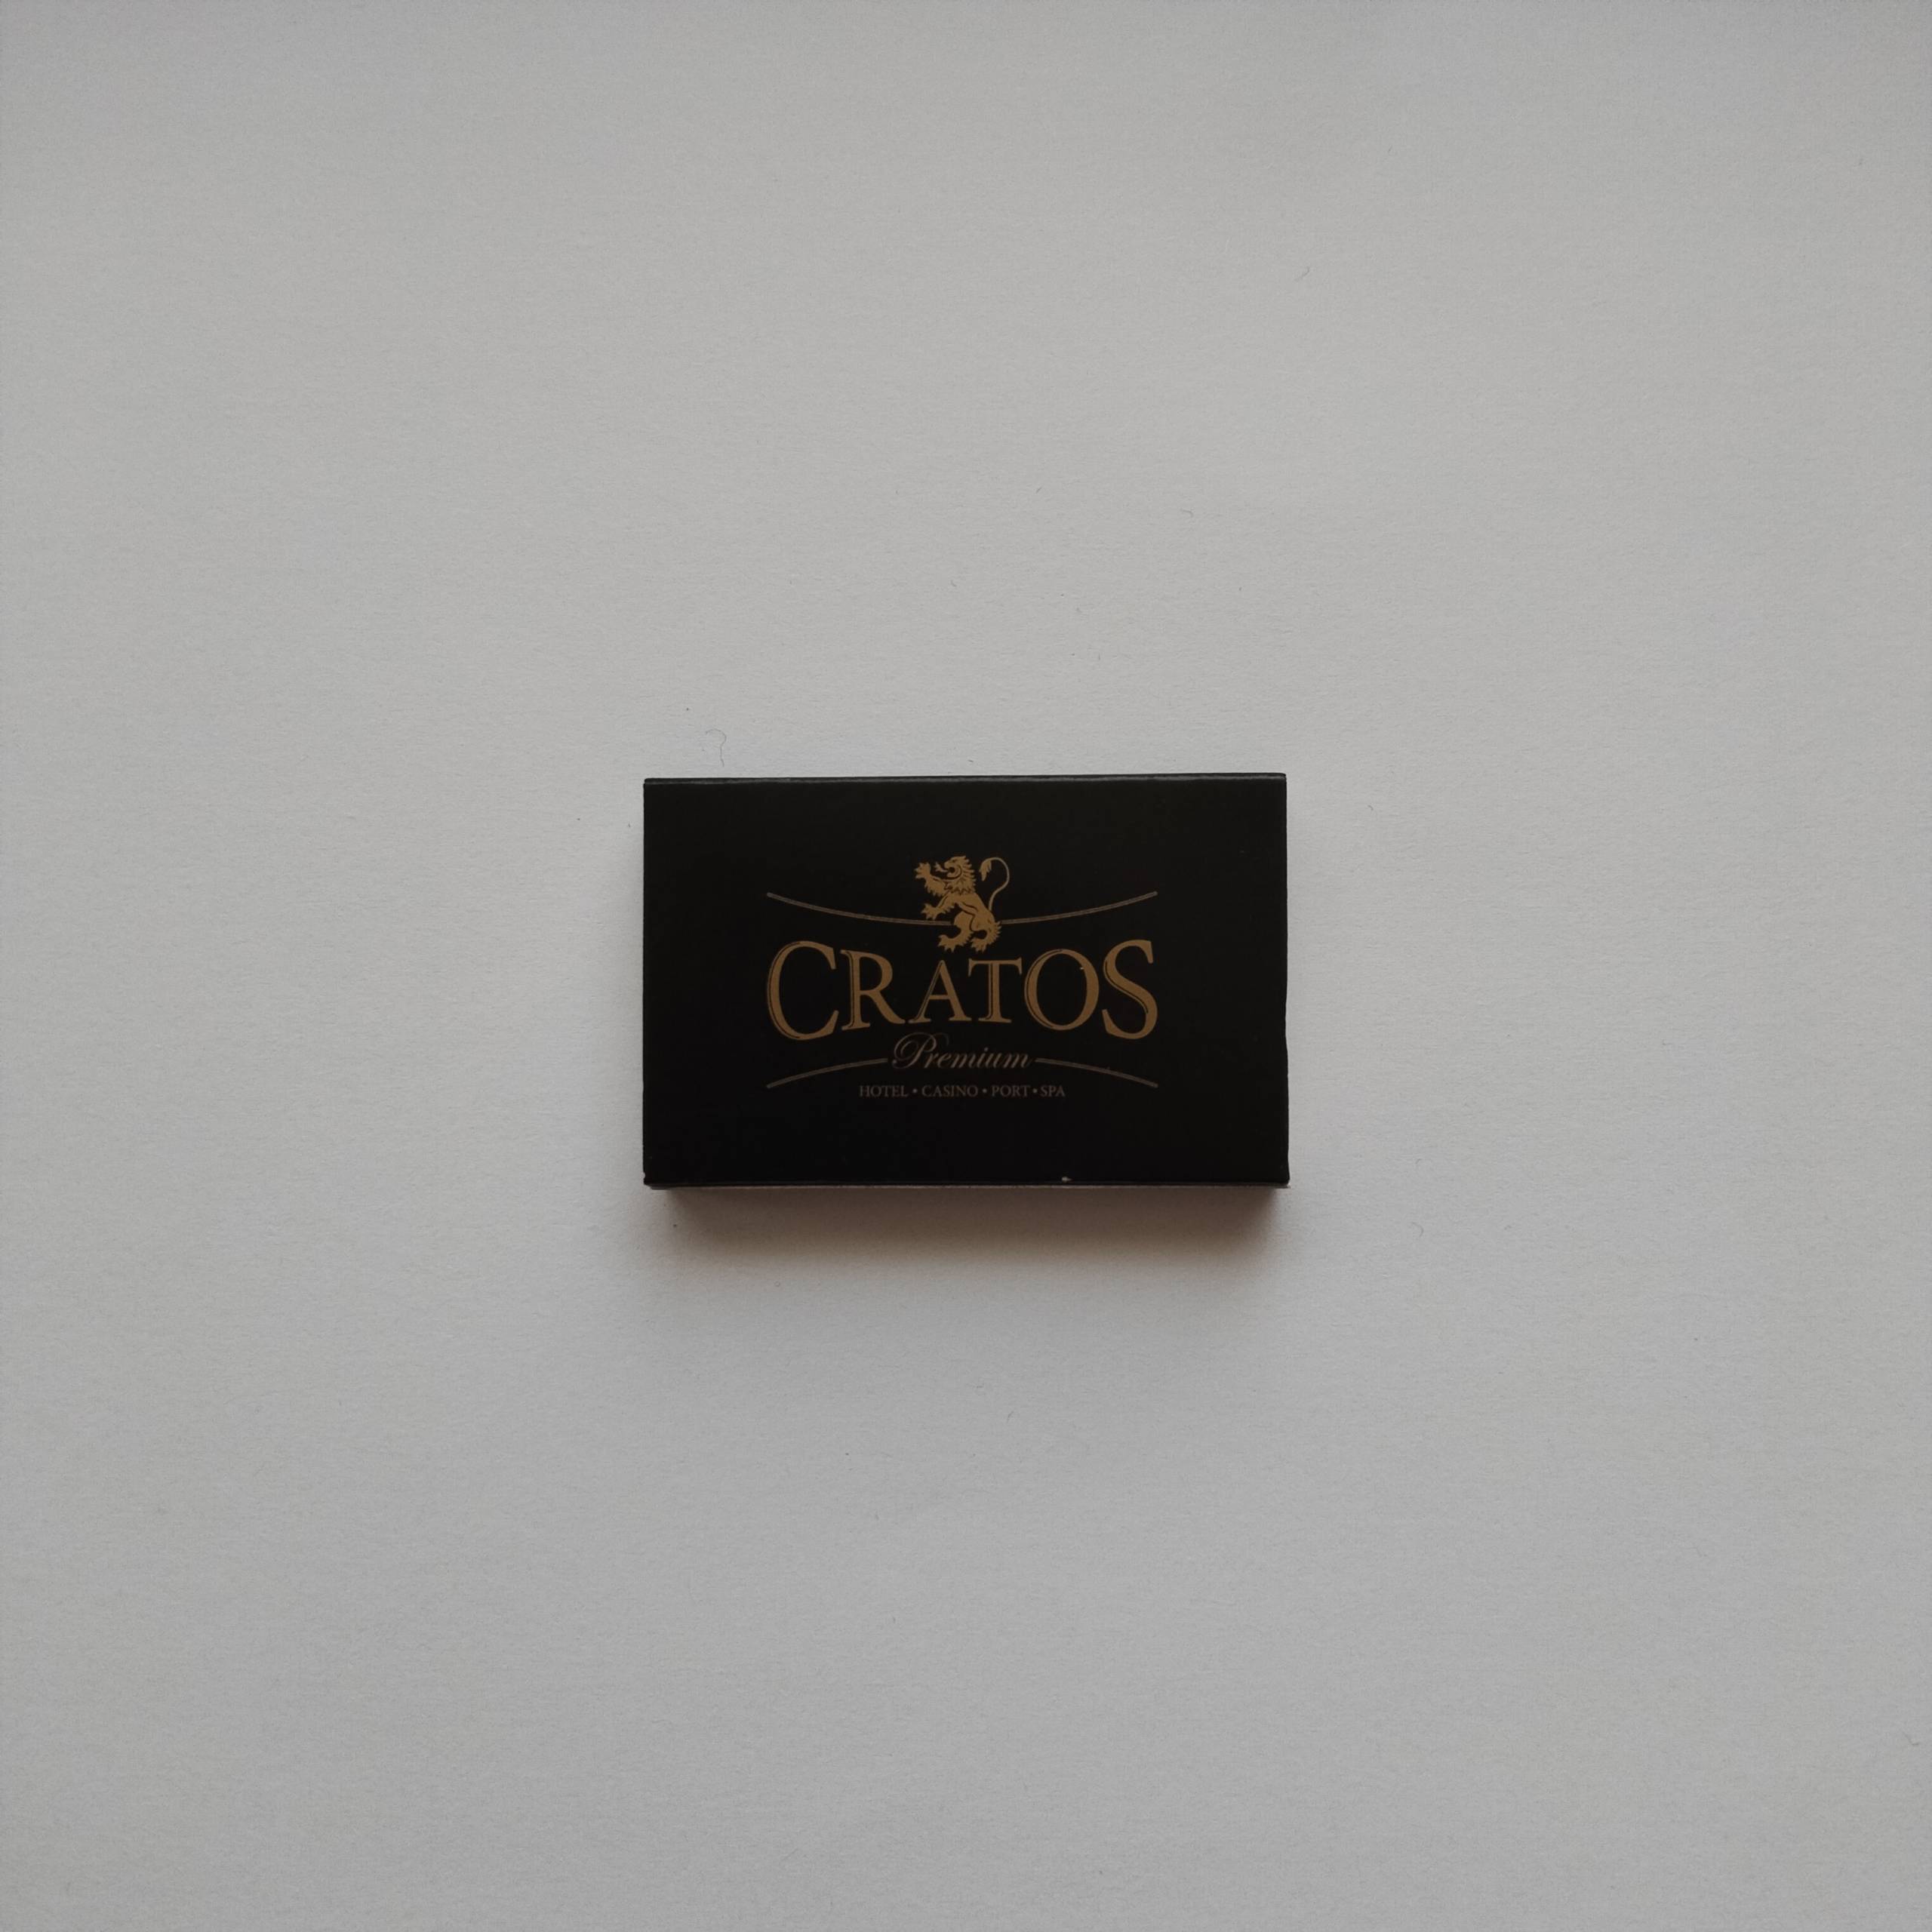 CRATOS
Premium
HOTEL • CASINO • PORT • SPA